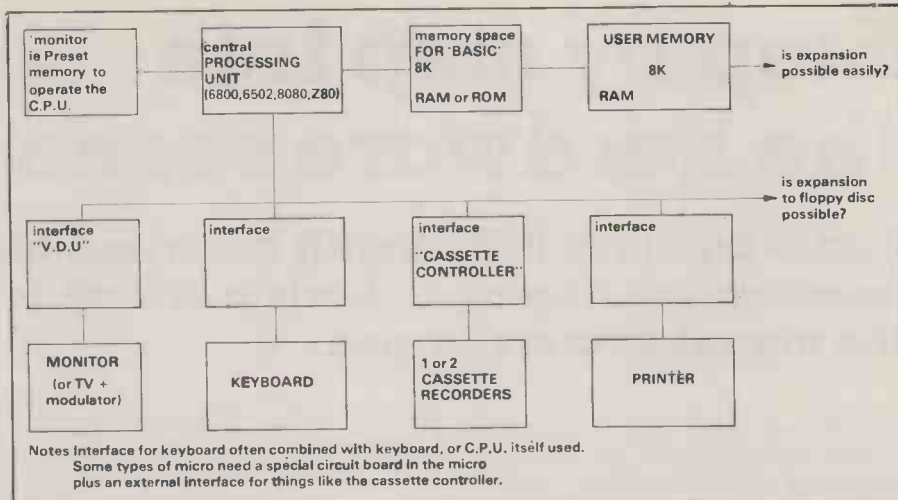 'monitor
ie Preset
memory to
operate the
C.P.U.
central
PROCESSING
UNIT
(6800,6502,8080,Z80)
memory space
FOR 'BASIC'
8K
RAM or ROM
USER MEMORY
8K
RAM
is expansion
possible easily?
is expansion
to floppy disc
possible?
interface
"V.D.U"
interface
interface
"CASSETTE
CONTROLLER"
interface
MONITOR
(or TV +
modulator)
KEYBOARD
1 or 2
CASSETTE
RECORDERS
PRINTER
Notes Interface for keyboard often combined with keyboard, or C.P.U. itself used.
Some types of micro need a special circuit board in the micro
plus an external interface for things like the cassette controller.